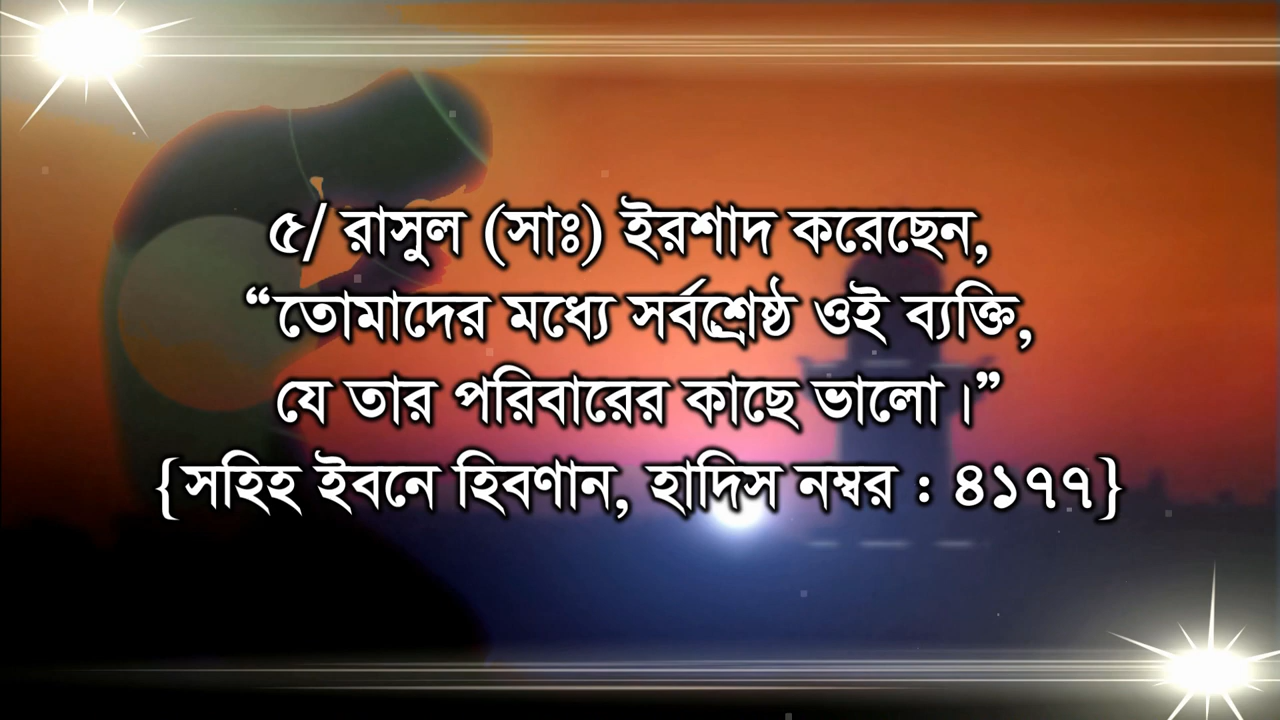 ৫/ রাসুল (সাঃ) ইরশাদ করেছেন,
“তোমাদের মধ্যে সর্বশ্রেষ্ঠ ওই ব্যক্তি,
যে তার পরিবারের কাছে ভালো।”
{সহিহ ইবনে হিবণান, হাদিস নম্বর : ৪১৭৭}